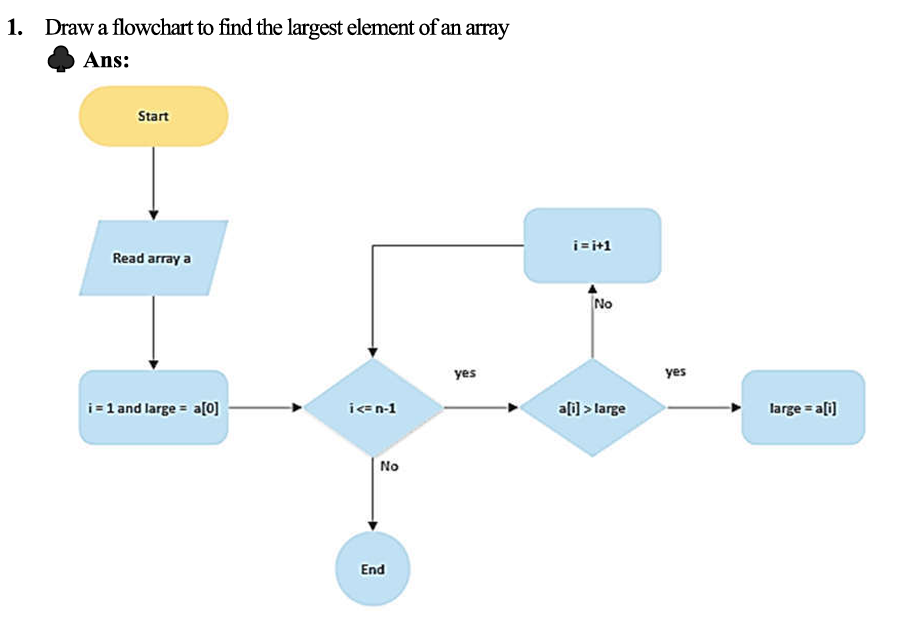 1. Draw a flowchart to find the largest element of an array
Ans:
Start
Read array a
i = 1 and large = a[0]
i <= n-1
yes
No
End
a[i] > large
No
i = i+1
yes
large = a[i]